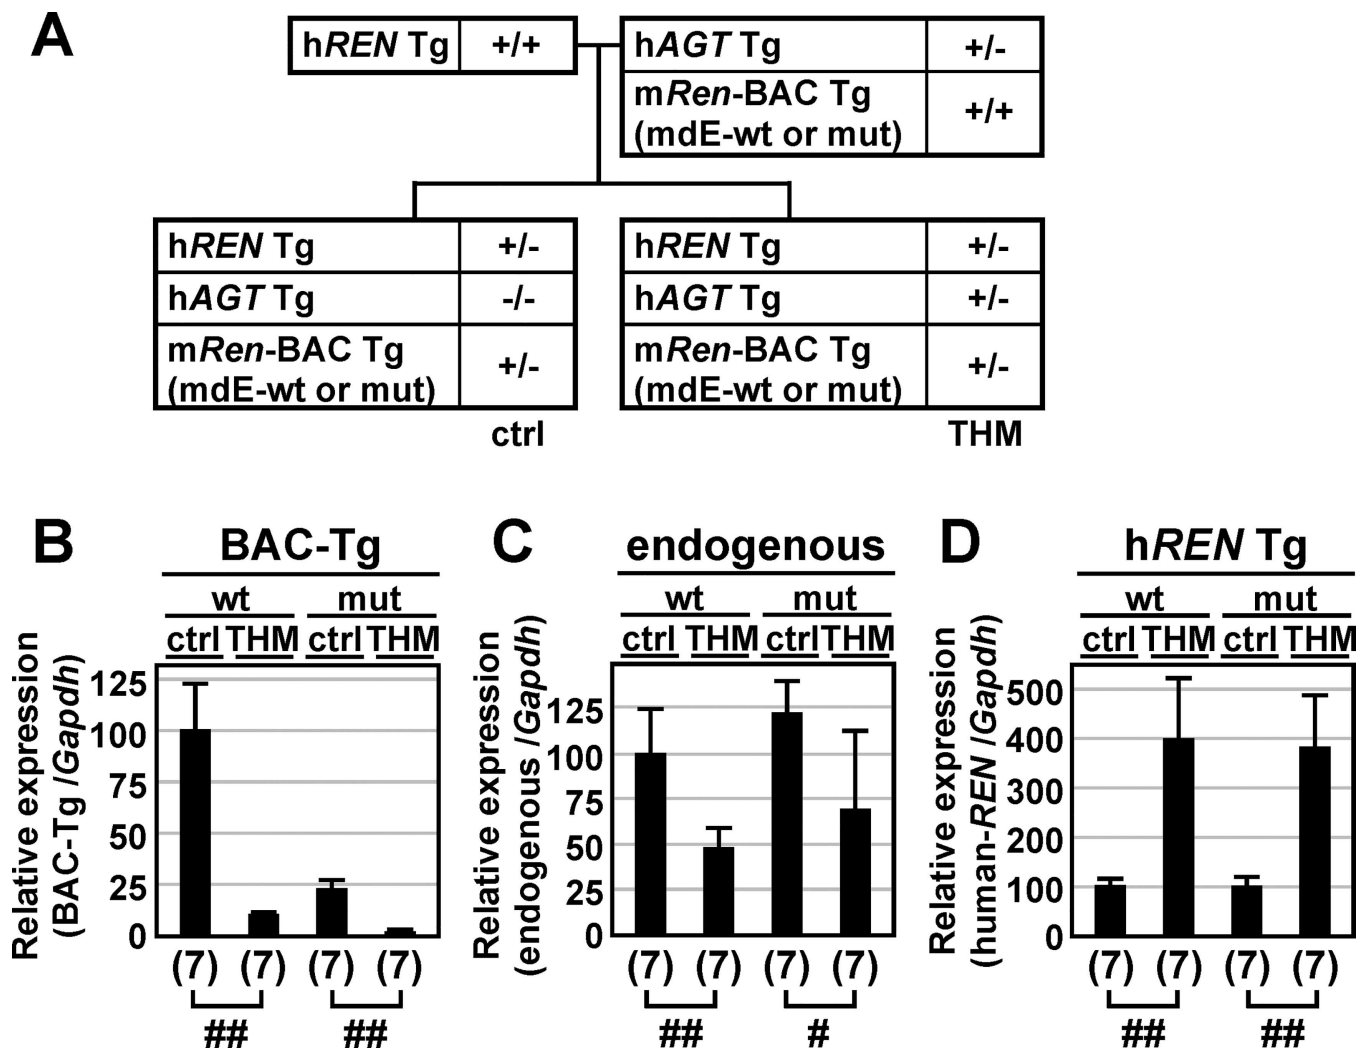 A
hREN Tg +/+
hAGT Tg +/-
mRen-BAC Tg
(mdE-wt or mut) +/+
hREN Tg +/-
hAGT Tg -/-
mRen-BAC Tg
(mdE-wt or mut) +/-
ctrl
hREN Tg +/-
hAGT Tg +/-
mRen-BAC Tg
(mdE-wt or mut) +/-
THM
B
BAC-Tg
wt mut
ctrl THM ctrl THM
Relative expression
(BAC-Tg /Gapdh)
125
100
75
50
25
0
(7) (7) (7) (7)
## ##
C
endogenous
wt mut
ctrl THM ctrl THM
Relative expression
(endogenous /Gapdh)
125
100
75
50
25
0
(7) (7) (7) (7)
## #
D
hREN Tg
wt mut
ctrl THM ctrl THM
Relative expression
(human-REN /Gapdh)
500
400
300
200
100
0
(7) (7) (7) (7)
## ##